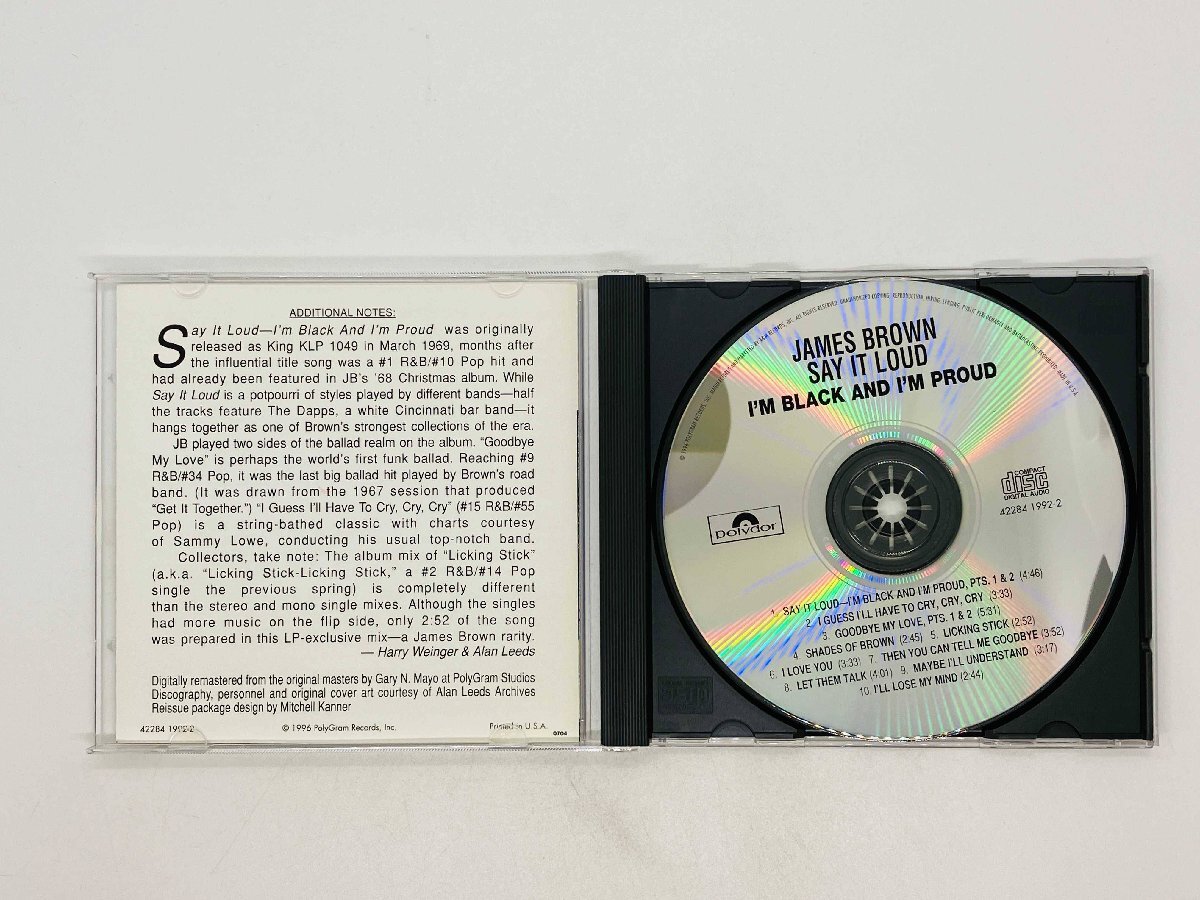 ADDITIONAL NOTES:
Say It Loud—I'm Black And I'm Proud was originally
released as King KLP 1049 in March 1969, months after
the influential title song was a #1 R&B/#10 Pop hit and
had already been featured in JB's '68 Christmas album. While
Say It Loud is a potpourri of styles played by different bands—half
the tracks feature The Dapps, a white Cincinnati bar band—it
hangs together as one of Brown's strongest collections of the era.
JB played two sides of the ballad realm on the album. “Goodbye
My Love” is perhaps the world's first funk ballad. Reaching #9
R&B/#34 Pop, it was the last big ballad hit played by Brown's road
band. (It was drawn from the 1967 session that produced
“Get It Together.”) “I Guess I'll Have To Cry, Cry, Cry” (#15 R&B/#55
Pop) is a string-bathed classic with charts courtesy
of Sammy Lowe, conducting his usual top-notch band.
Collectors, take note: The album mix of “Licking Stick”
(a.k.a. “Licking Stick-Licking Stick,” a #2 R&B/#14 Pop
single the previous spring) is completely different
than the stereo and mono single mixes. Although the singles
had more music on the flip side, only 2:52 of the song
was prepared in this LP-exclusive mix—a James Brown rarity.
— Harry Weinger & Alan Leeds
Digitally remastered from the original masters by Gary N. Mayo at PolyGram Studios
Discography, personnel and original cover art courtesy of Alan Leeds Archives
Reissue package design by Mitchell Kanner
42284 1992-2 © 1996 PolyGram Records, Inc. Printed in U.S.A.
0704
JAMES BROWN
SAY IT LOUD
I'M BLACK AND I'M PROUD
COMPACT
disc
DIGITAL AUDIO
42284 1992-2
polydor
1. SAY IT LOUD—I'M BLACK AND I'M PROUD, PTS. 1 & 2 (4:46)
2. I GUESS I'LL HAVE TO CRY, CRY, CRY (3:33)
3. GOODBYE MY LOVE, PTS. 1 & 2 (5:31)
4. SHADES OF BROWN (2:45) 5. LICKING STICK (2:52)
6. I LOVE YOU (3:33) 7. THEN YOU CAN TELL ME GOODBYE (3:52)
8. LET THEM TALK (4:01) 9. MAYBE I'LL UNDERSTAND (3:17)
10. I'LL LOSE MY MIND (2:44)